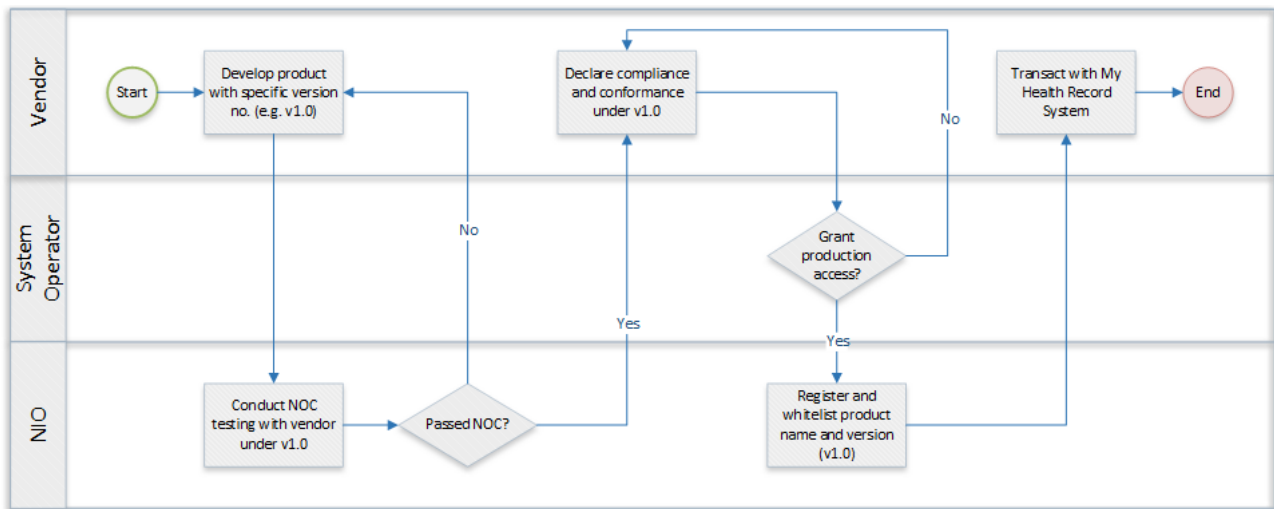 Vendor
Start
Develop product
with specific version
no. (e.g. v1.0)
Declare compliance
and conformance
under v1.0
No
Transact with My
Health Record
System
End
System
Operator
No
Grant
production
access?
Yes
Yes
NIO
Conduct NOC
testing with vendor
under v1.0
Passed NOC?
Register and
whitelist product
name and version
(v1.0)